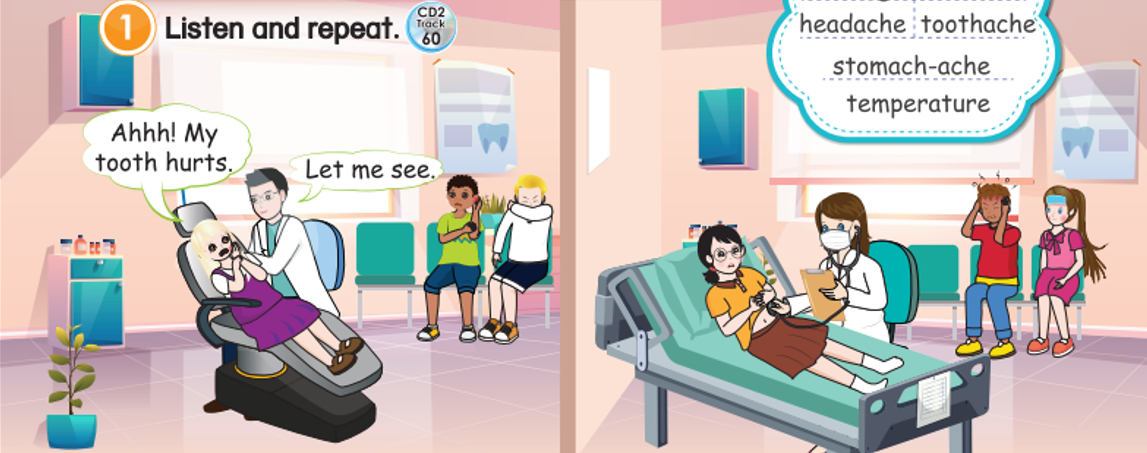 1 Listen and repeat.
CD2
Track
60
Ahhh! My
tooth hurts.
Let me see.
headache toothache
stomach-ache
temperature